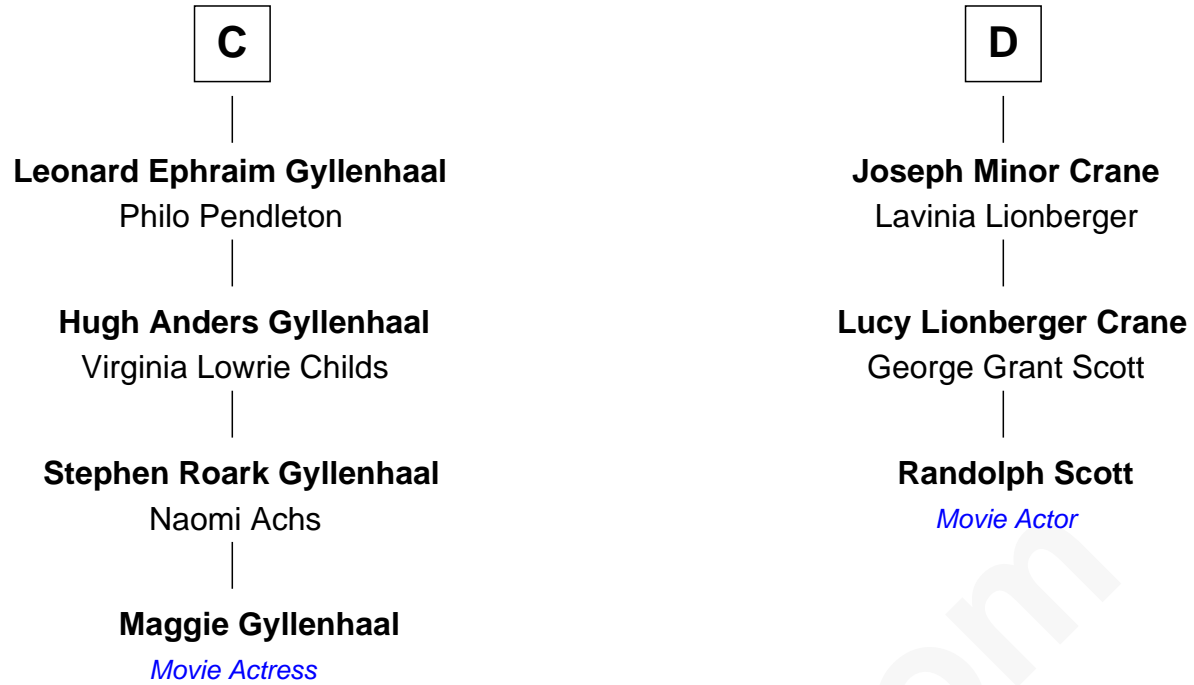 C
Leonard Ephraim Gyllenhaal
Philo Pendleton
Hugh Anders Gyllenhaal
Virginia Lowrie Childs
Stephen Roark Gyllenhaal
Naomi Achs
Maggie Gyllenhaal
Movie Actress
D
Joseph Minor Crane
Lavinia Lionberger
Lucy Lionberger Crane
George Grant Scott
Randolph Scott
Movie Actor
om